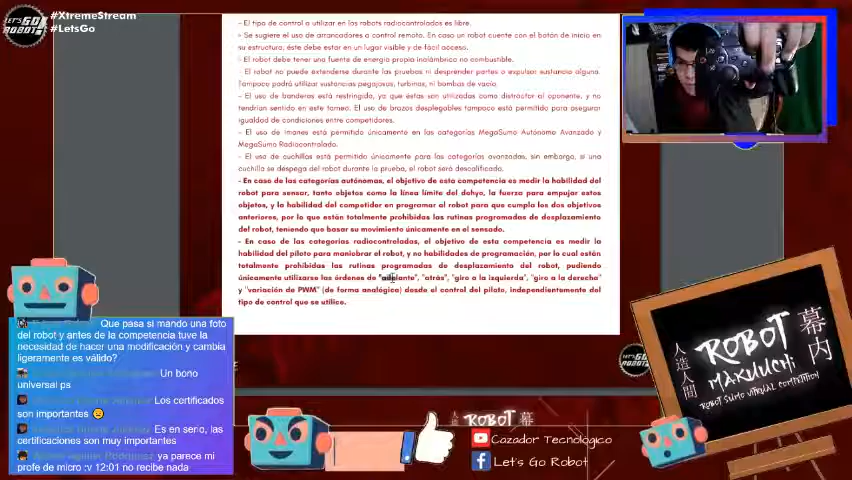 #XtremeStream
#LetsGo
LET'S GO
ROBOT!
- El tipo de control a utilizar en los robots radiocontrolados es libre.
- Se sugiere el uso de arrancadores a control remoto. En caso un robot cuente con el botón de inicio en
su estructura, éste debe estar en un lugar visible y de fácil acceso.
- El robot debe tener una fuente de energía propia inalámbrica no combustible.
- El robot no puede extenderse durante las pruebas ni desprender partes o expulsar sustancia alguna.
Tampoco podrá utilizar sustancias pegajosas, turbinas, ni bombas de vacío.
- El uso de banderas está restringido, ya que éstas son utilizadas como distractor al oponente, y no
tendrían sentido en este torneo. El uso de brazos desplegables tampoco está permitido para asegurar
igualdad de condiciones entre competidores.
- El uso de imanes está permitido únicamente en las categorías MegaSumo Autónomo Avanzado y
MegaSumo Radiocontrolado.
- El uso de cuchillas está permitido únicamente para las categorías avanzadas, sin embargo, si una
cuchilla se despega del robot durante la prueba, el robot será descalificado.
- En caso de las categorías autónomas, el objetivo de esta competencia es medir la habilidad del
robot para sensar, tanto objetos como la línea límite del dohyo, la fuerza para empujar estos
objetos, y la habilidad del competidor en programar al robot para que cumpla los dos objetivos
anteriores, por lo que están totalmente prohibidas las rutinas programadas de desplazamiento
del robot, teniendo que basar su movimiento únicamente en el sensado.
- En caso de las categorías radiocontroladas, el objetivo de esta competencia es medir la
habilidad del piloto para maniobrar el robot, y no habilidades de programación, por lo cual están
totalmente prohibidas las rutinas programadas de desplazamiento del robot, pudiendo
únicamente utilizarse las órdenes de "adelante", "atrás", "giro a la izquierda", "giro a la derecha"
y "variación de PWM" (de forma analógica) desde el control del piloto, independientemente del
tipo de control que se utilice.
Que pasa si mando una foto
del robot y antes de la competencia tuve la
necesidad de hacer una modificación y cambia
ligeramente es válido?
Un bono
universal ps
Los certificados
son importantes
Es en serio, las
certificaciones son muy importantes
ya parece mi
profe de micro :v 12:01 no recibe nada
ROBOT 幕
Cazador Tecnológico
Let's Go Robot
人造人間
ROBOT
MAKUUCHI
幕内
ROBOT SUMO VIRTUAL COMPETITION